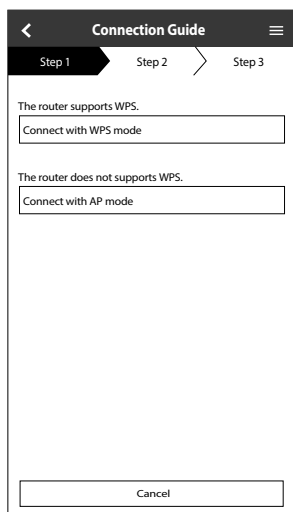 Connection Guide
Step 1 Step 2 Step 3
The router supports WPS.
Connect with WPS mode
The router does not supports WPS.
Connect with AP mode
Cancel